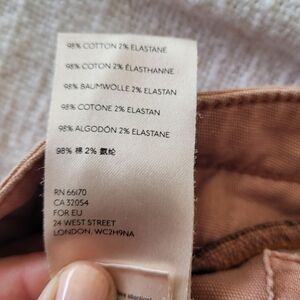 98% COTTON 2% ELASTANE
98% COTON 2% ÉLASTHANNE
98% BAUMWOLLE 2% ELASTAN
98% COTONE 2% ELASTAN
98% ALGODÓN 2% ELASTANE
98% 棉 2% 氨纶
RN 66170
CA 32054
FOR EU
24 WEST STREET
LONDON, WC2H9NA